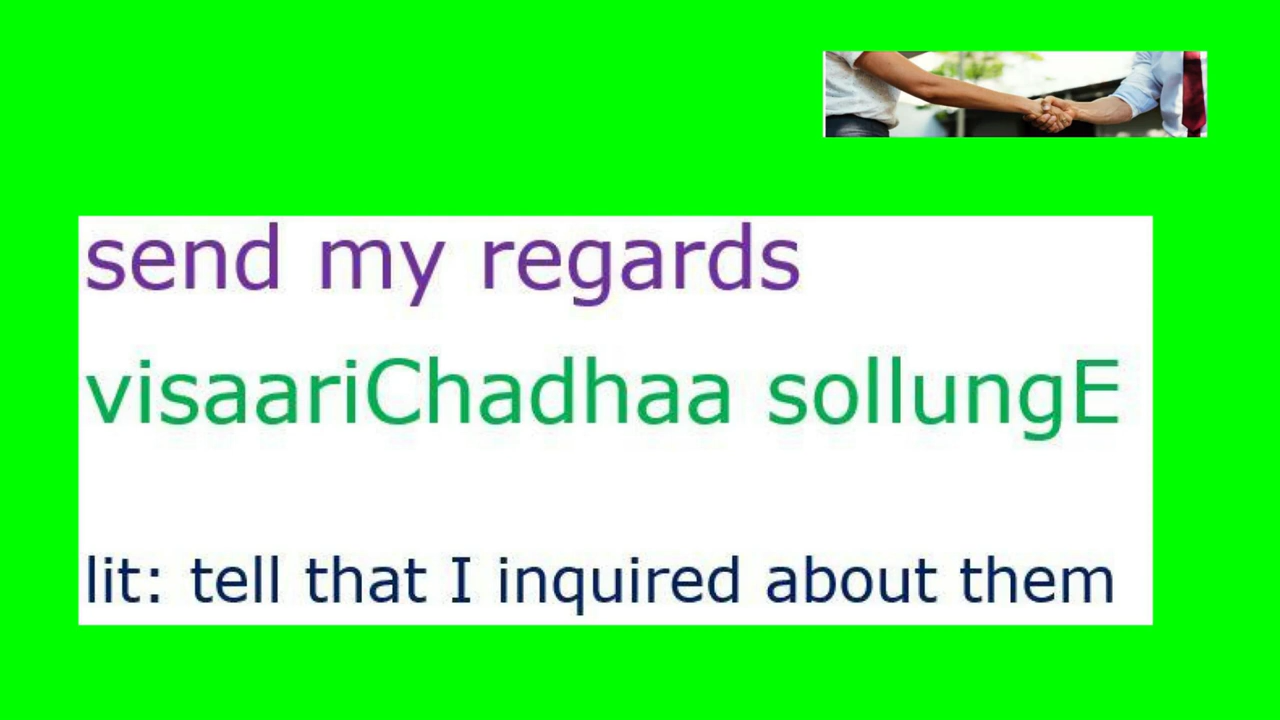 send my regards
visaariChadhaa sollungE
lit: tell that I inquired about them